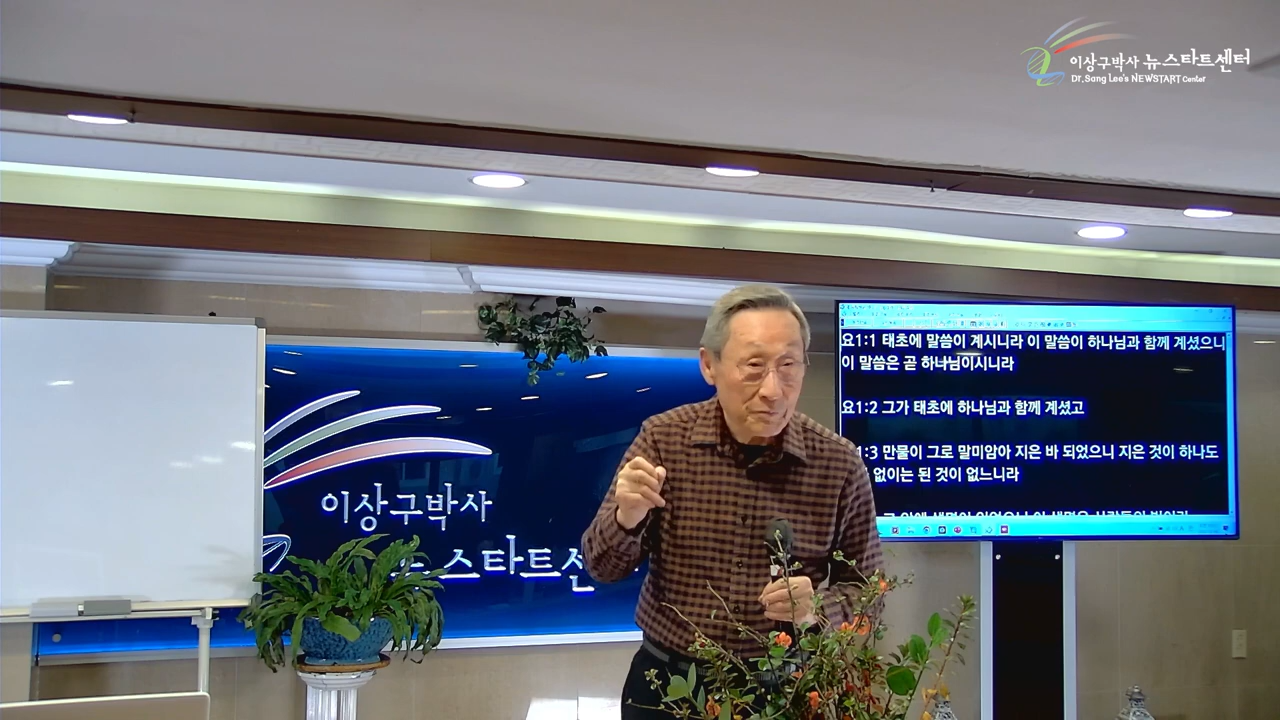 이상구박사 뉴스타트센터
Dr. Sang Lee's NEWSTART Center
이상구박사
뉴스타트센
요1:1 태초에 말씀이 계시니라 이 말씀이 하나님과 함께 계셨으니
이 말씀은 곧 하나님이시니라
요1:2 그가 태초에 하나님과 함께 계셨고
1:3 만물이 그로 말미암아 지은 바 되었으니 지은 것이 하나도
없이는 된 것이 없느니라